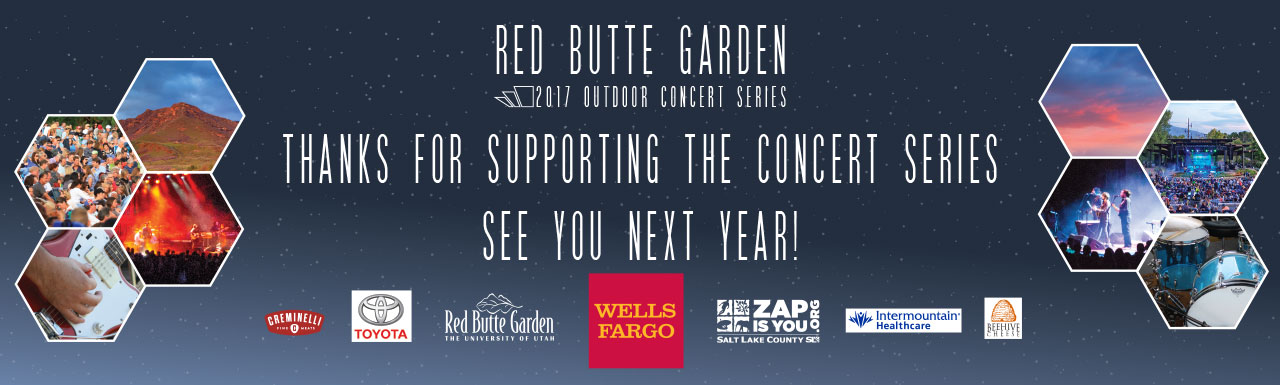 RED BUTTE GARDEN
2017 OUTDOOR CONCERT SERIES
THANKS FOR SUPPORTING THE CONCERT SERIES
SEE YOU NEXT YEAR!
CREMINELLI
FINE MEATS
TOYOTA
Red Butte Garden
THE UNIVERSITY OF UTAH
WELLS
FARGO
ZAP
IS YOU
.ORG
SALT LAKE COUNTY
Intermountain®
Healthcare
BEEHIVE
CHEESE